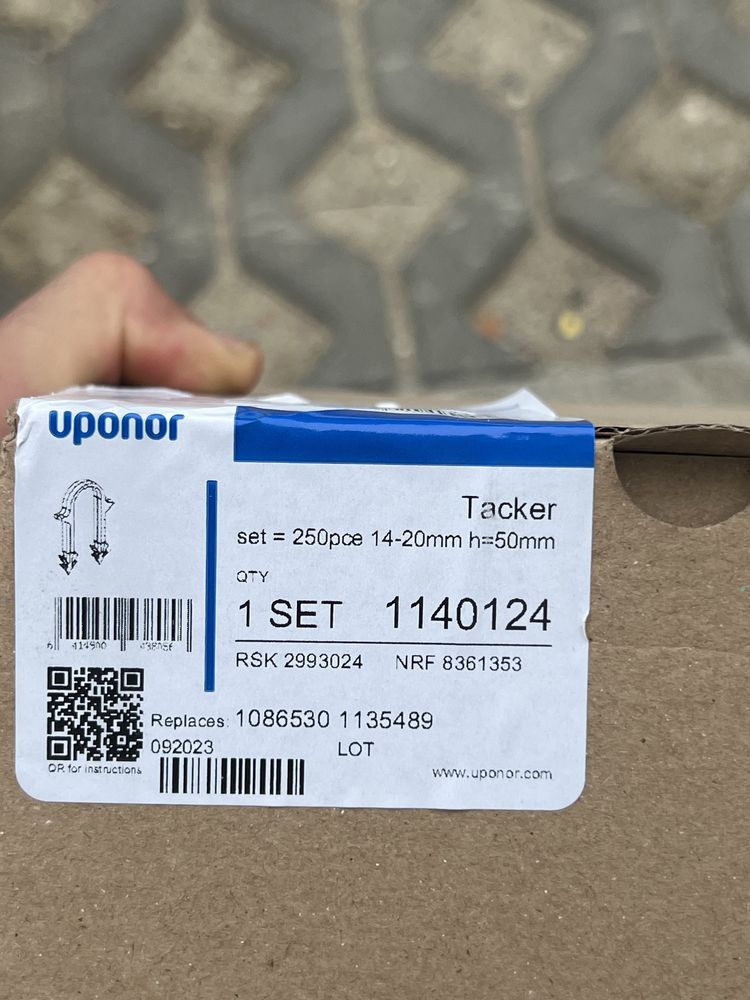 uponor
Tacker
set = 250pce 14-20mm h=50mm
QTY
1 SET 1140124
RSK 2993024 NRF 8361353
Replaces: 1086530 1135489
092023 LOT
QR for instructions
www.uponor.com